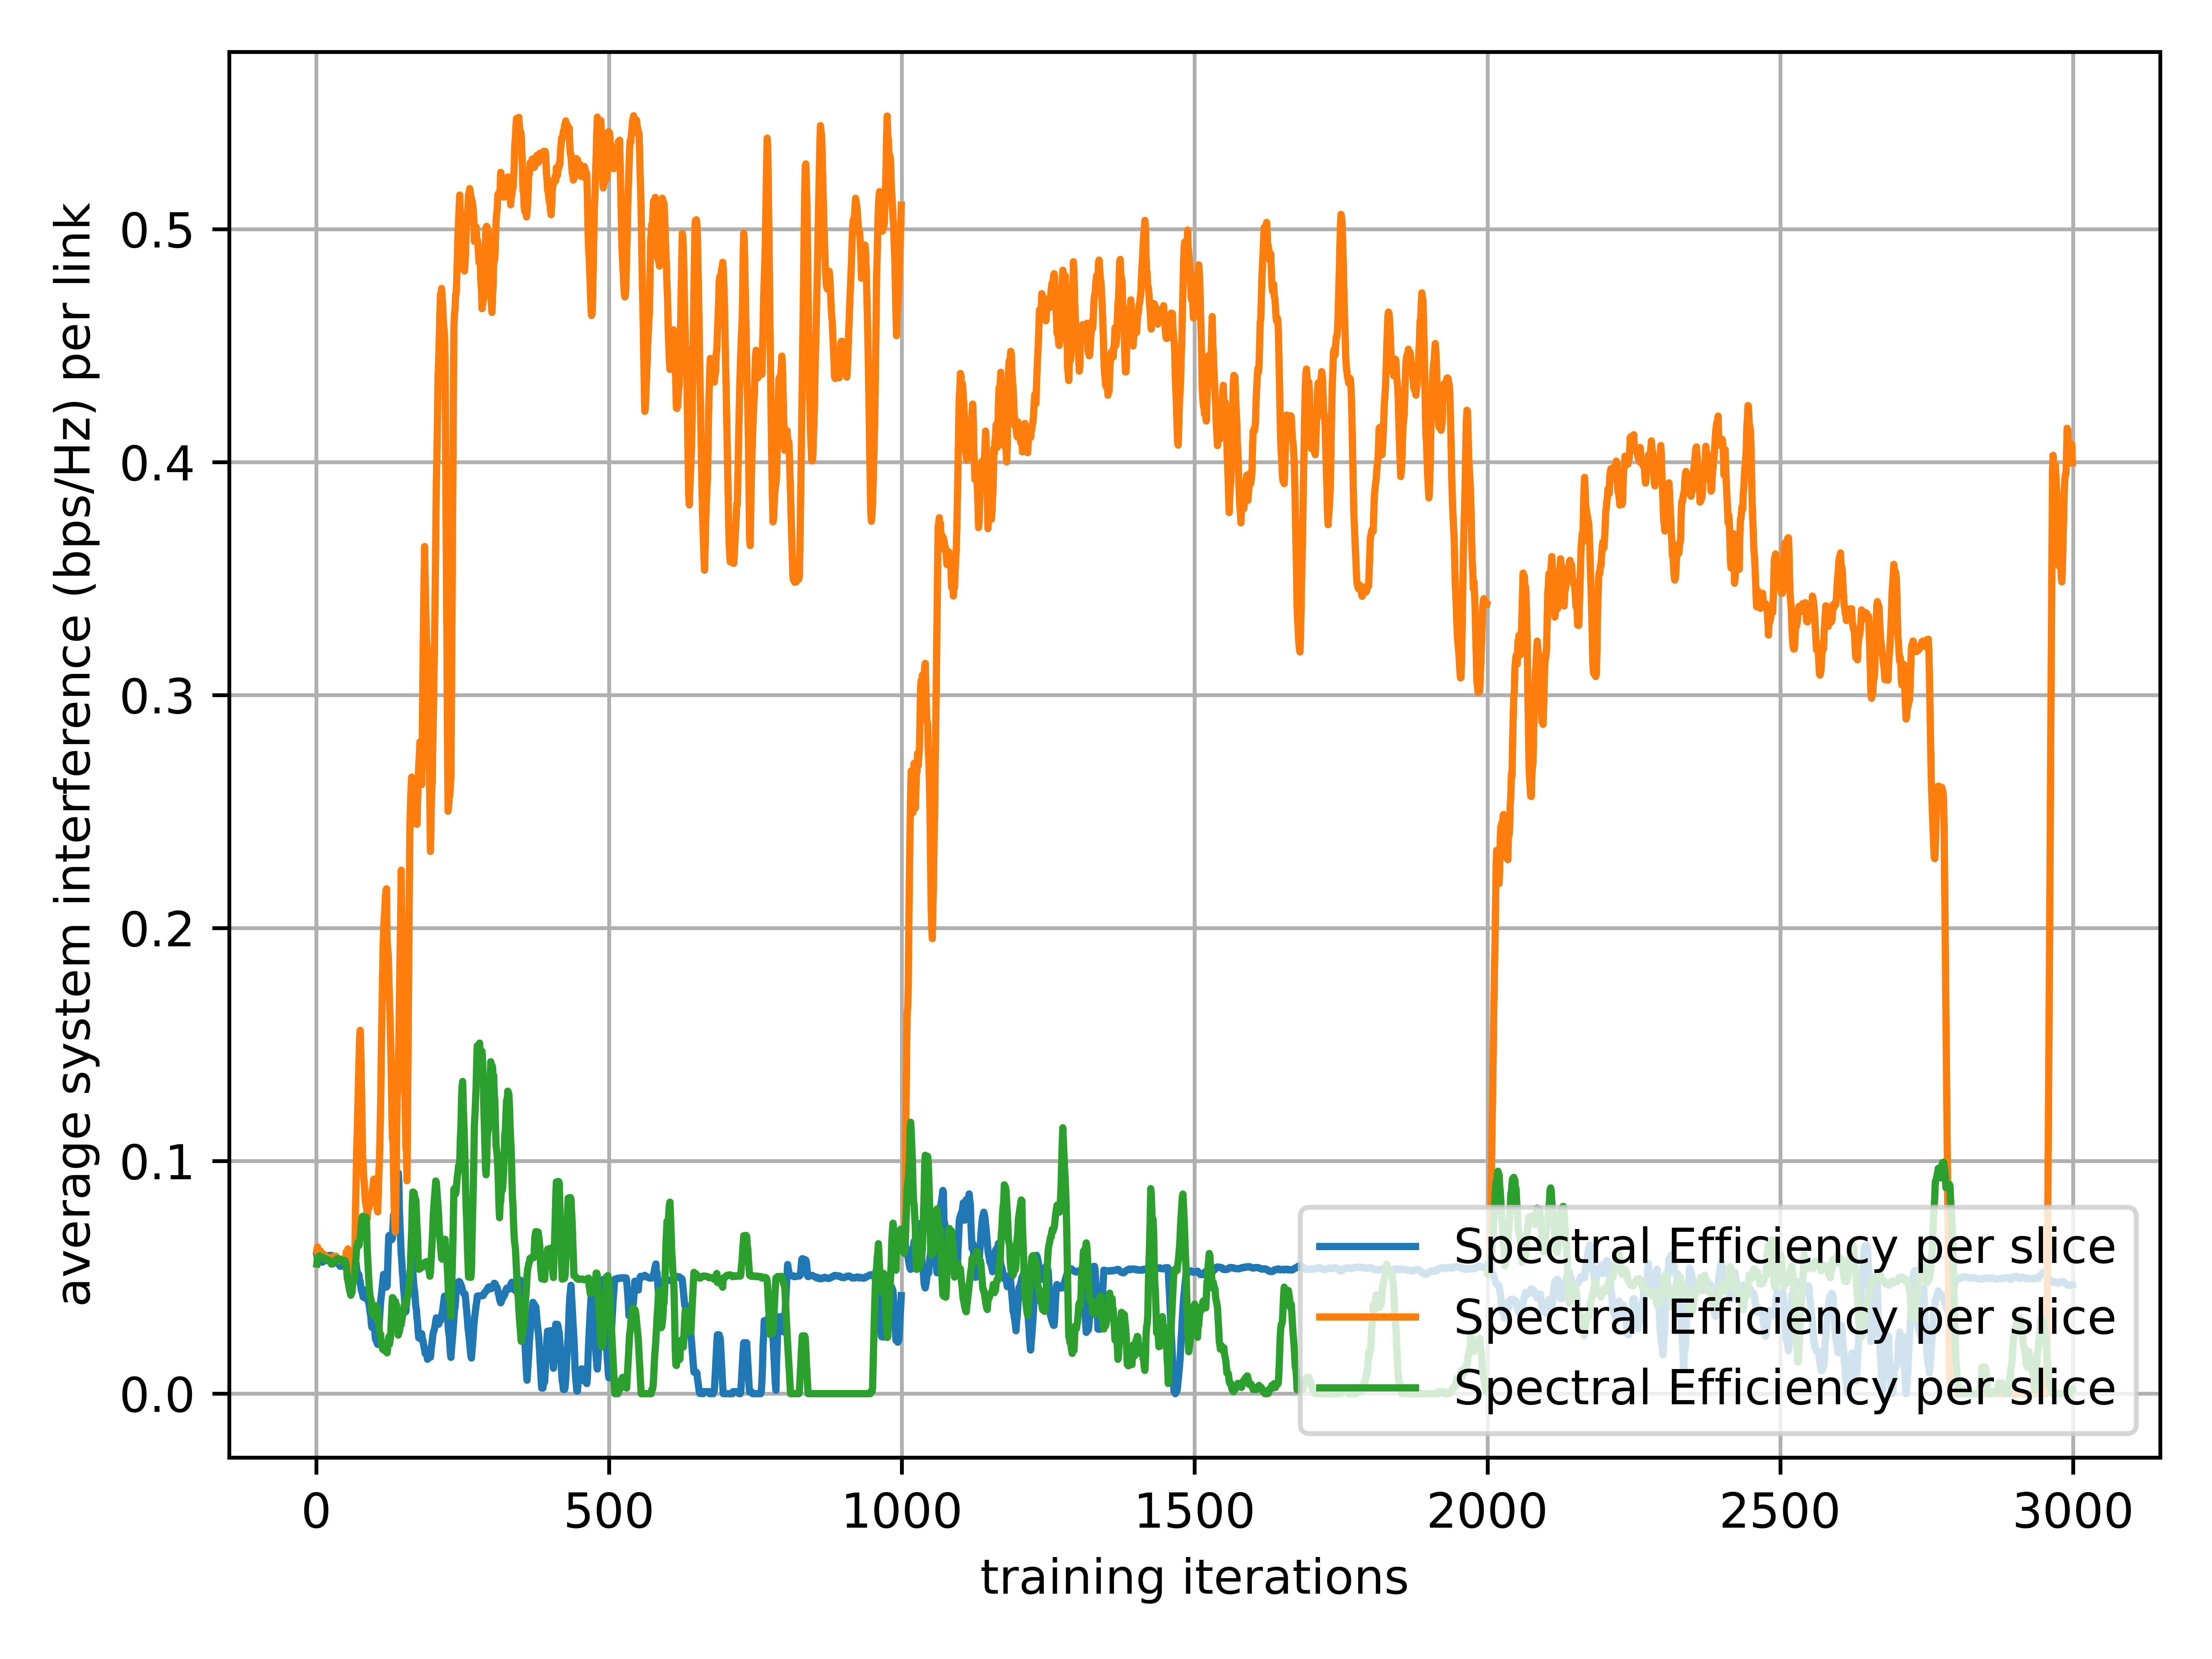 average system interference (bps/Hz) per link
0.5
0.4
0.3
0.2
0.1
0.0
Spectral Efficiency per slice
Spectral Efficiency per slice
Spectral Efficiency per slice
0 500 1000 1500 2000 2500 3000
training iterations